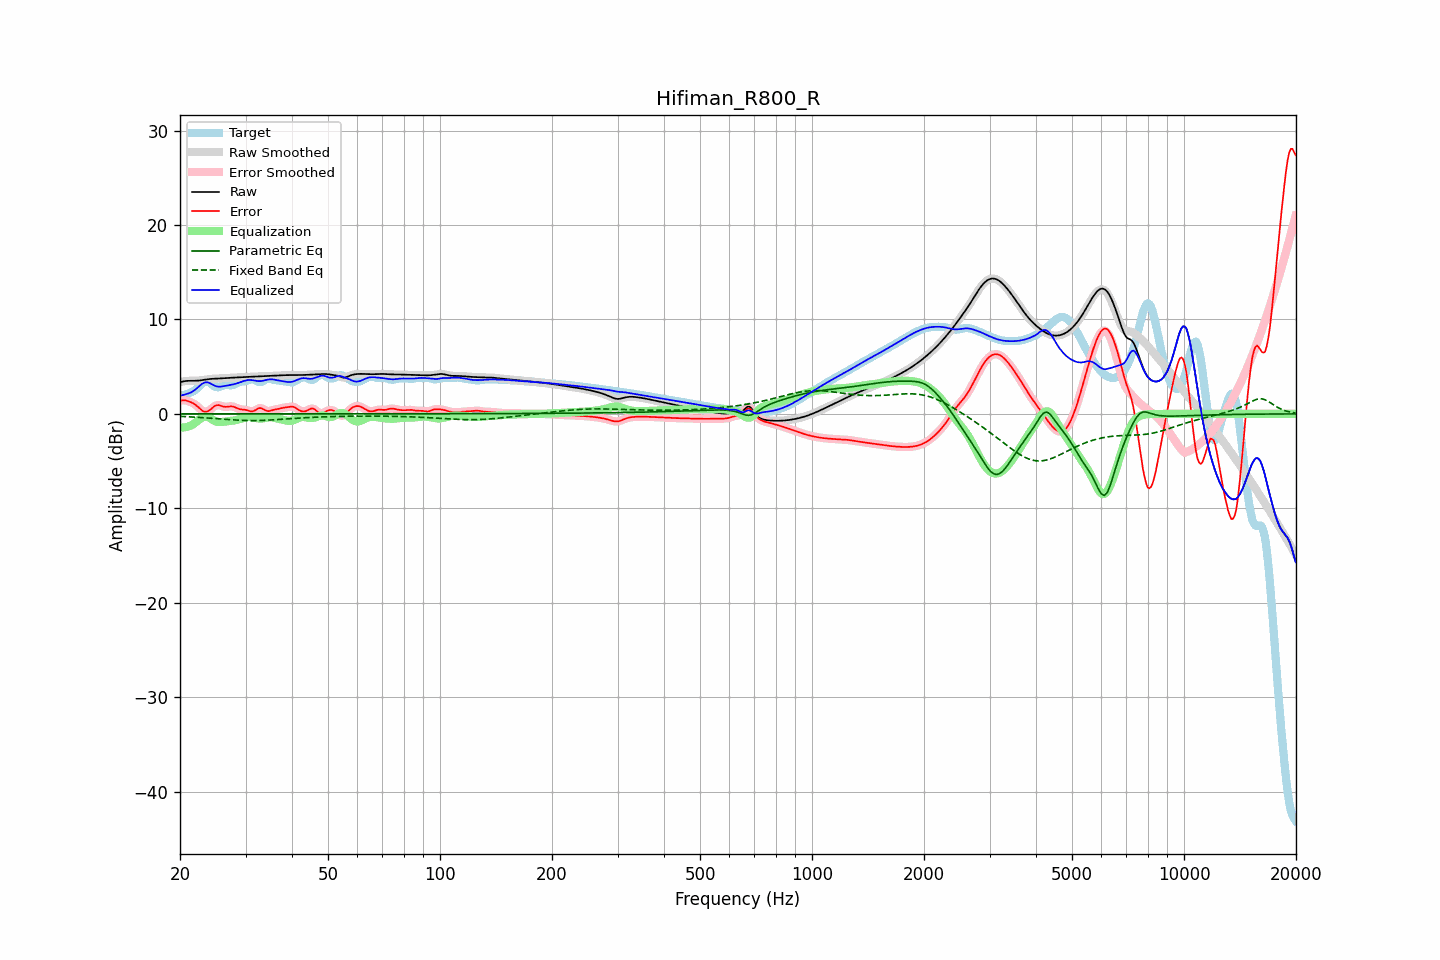 Hifiman_R800_R
Target
Raw Smoothed
Error Smoothed
Raw
Error
Equalization
Parametric Eq
Fixed Band Eq
Equalized
30
20
10
0
−10
−20
−30
−40
Amplitude (dBr)
20
50
100
200
500
1000
2000
5000
10000
20000
Frequency (Hz)